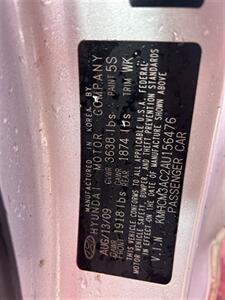 MANUFACTURED IN KOREA BY
HYUNDAI MOTOR COMPANY
AUG/13/09 GVWR 3638 lbs PAINT 5S
FRONT 1918 lbs GAWR REAR 1874 lbs TRIM WK
THIS VEHICLE CONFORMS TO ALL APPLICABLE U.S.A. FEDERAL
MOTOR VEHICLE SAFETY, BUMPER, AND THEFT PREVENTION STANDARDS
IN EFFECT ON THE DATE OF MANUFACTURE SHOWN ABOVE.
V.I.N KMHCM3AC2AU156476
PASSENGER CAR